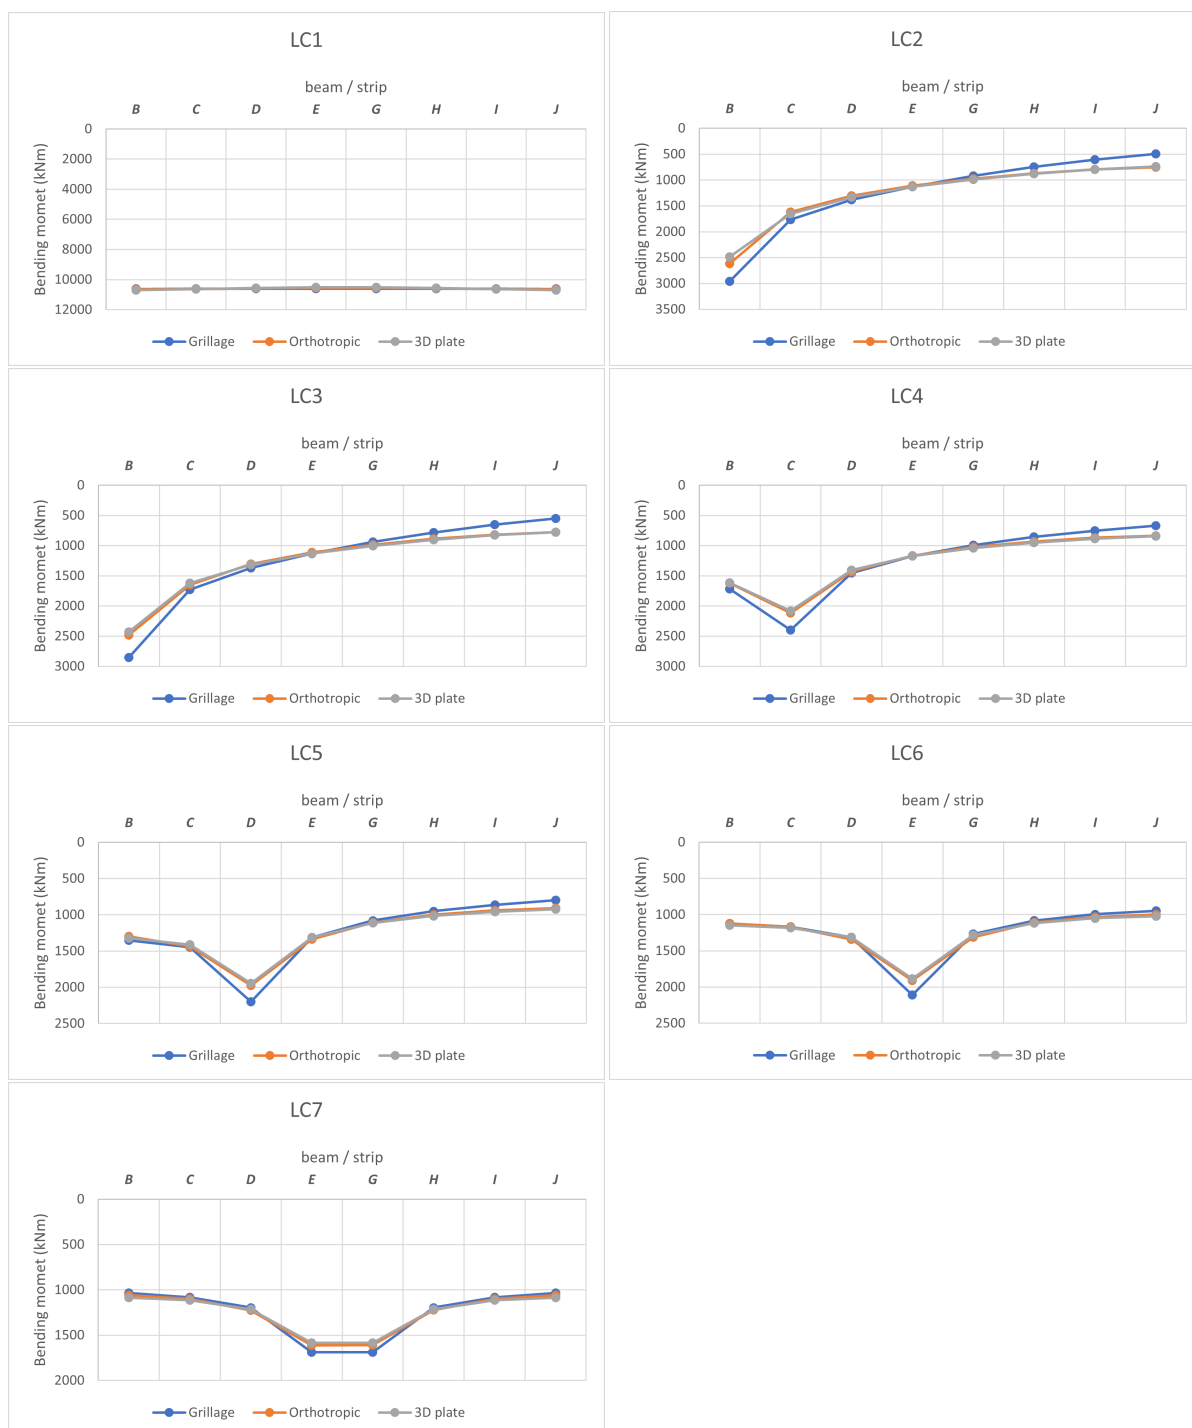 LC1
beam / strip
B C D E G H I J
Bending momet (kNm)
0
2000
4000
6000
8000
10000
12000
Grillage Orthotropic 3D plate
LC2
beam / strip
B C D E G H I J
Bending momet (kNm)
0
500
1000
1500
2000
2500
3000
3500
Grillage Orthotropic 3D plate
LC3
beam / strip
B C D E G H I J
Bending momet (kNm)
0
500
1000
1500
2000
2500
3000
Grillage Orthotropic 3D plate
LC4
beam / strip
B C D E G H I J
Bending momet (kNm)
0
500
1000
1500
2000
2500
3000
Grillage Orthotropic 3D plate
LC5
beam / strip
B C D E G H I J
Bending momet (kNm)
0
500
1000
1500
2000
2500
Grillage Orthotropic 3D plate
LC6
beam / strip
B C D E G H I J
Bending momet (kNm)
0
500
1000
1500
2000
2500
Grillage Orthotropic 3D plate
LC7
beam / strip
B C D E G H I J
Bending momet (kNm)
0
500
1000
1500
2000
Grillage Orthotropic 3D plate